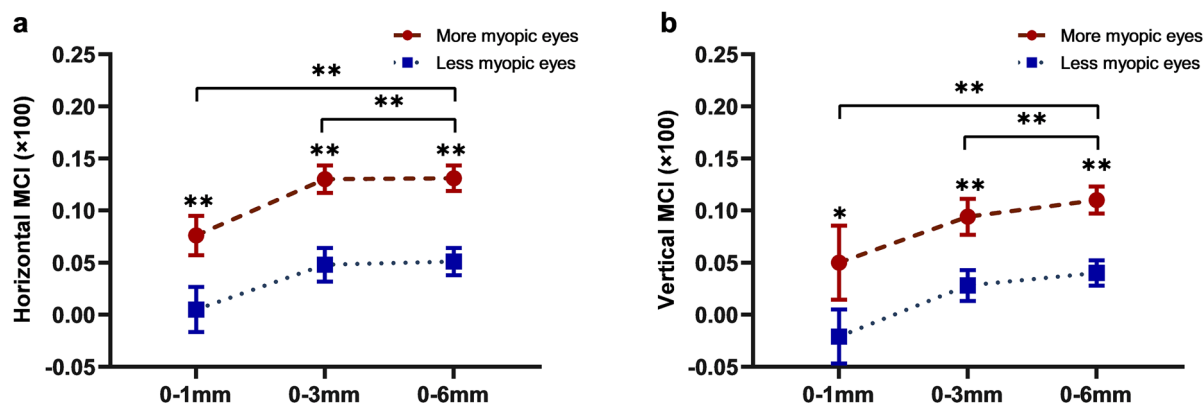 a
More myopic eyes
Less myopic eyes
Horizontal MCI (×100)
0.25
0.20
0.15
0.10
0.05
0.00
-0.05
**
**
**
**
**
0-1mm
0-3mm
0-6mm
b
More myopic eyes
Less myopic eyes
Vertical MCI (×100)
0.25
0.20
0.15
0.10
0.05
0.00
-0.05
**
**
**
**
*
0-1mm
0-3mm
0-6mm